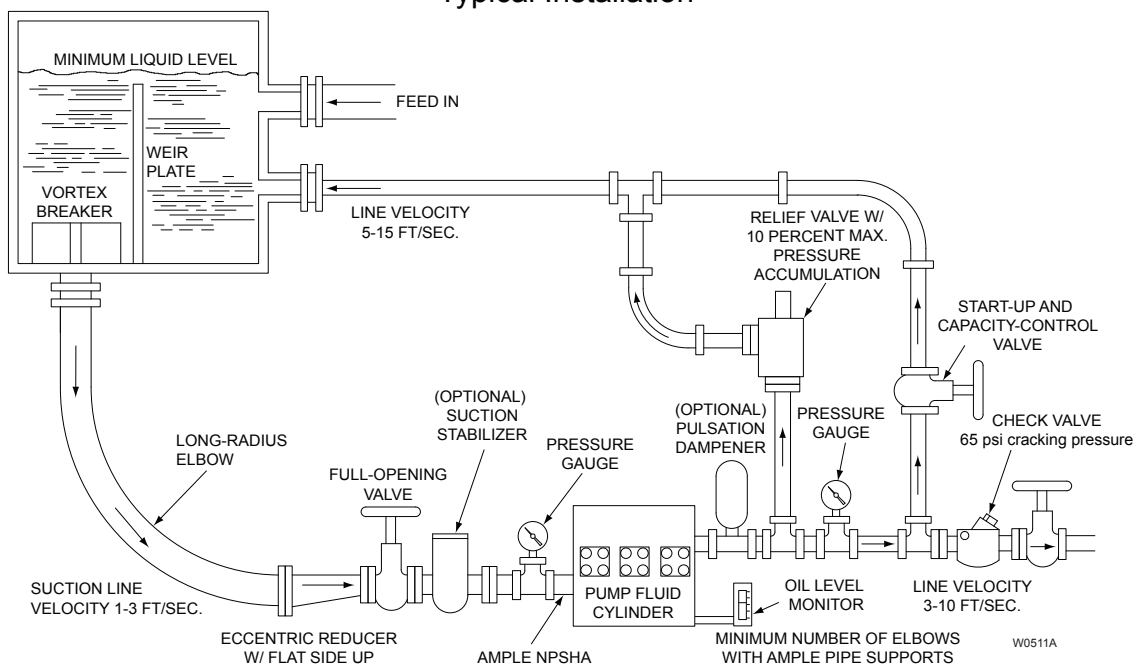 Typical Installation
MINIMUM LIQUID LEVEL
FEED IN
WEIR
PLATE
VORTEX
BREAKER
LINE VELOCITY
5-15 FT/SEC.
RELIEF VALVE W/
10 PERCENT MAX.
PRESSURE
ACCUMULATION
START-UP AND
CAPACITY-CONTROL
VALVE
(OPTIONAL)
SUCTION
STABILIZER
(OPTIONAL)
PULSATION
DAMPENER
PRESSURE
GAUGE
CHECK VALVE
65 psi cracking pressure
LONG-RADIUS
ELBOW
PRESSURE
GAUGE
FULL-OPENING
VALVE
SUCTION LINE
VELOCITY 1-3 FT/SEC.
PUMP FLUID
CYLINDER
OIL LEVEL
MONITOR
LINE VELOCITY
3-10 FT/SEC.
ECCENTRIC REDUCER
W/ FLAT SIDE UP
AMPLE NPSHA
MINIMUM NUMBER OF ELBOWS
WITH AMPLE PIPE SUPPORTS
W0511A